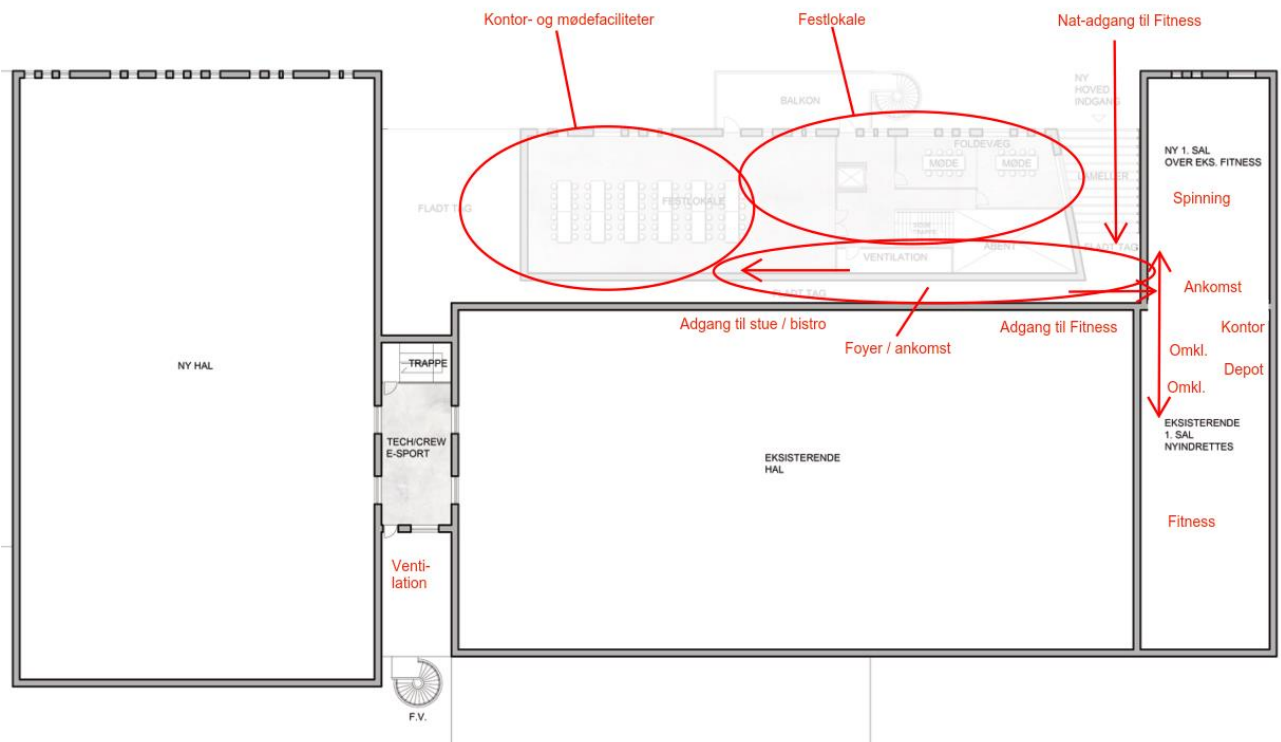 Kontor- og mødefaciliteter
Festlokale
Nat-adgang til Fitness
NY
HOVED
INDGANG
BALKON
FOLDEVÆG
MØDE
MØDE
LAMELLER
FLADT TAG
FESTLOKALE
VENTILATION
ÅBENT
FLADT TAG
FLADT TAG
NY 1. SAL
OVER EKS. FITNESS
Spinning
Ankomst
Kontor
Omkl.
Depot
Omkl.
EKSISTERENDE
1. SAL
NYINDRETTES
Fitness
Adgang til stue / bistro
Foyer / ankomst
Adgang til Fitness
NY HAL
TRAPPE
TECH/CREW
E-SPORT
EKSISTERENDE
HAL
Venti-
lation
F.V.